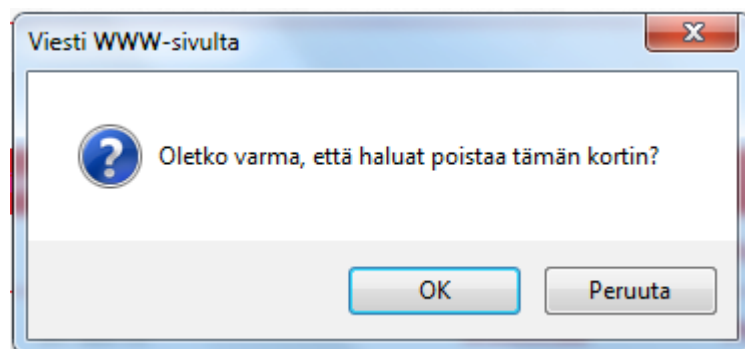 Viesti WWW-sivulta
Oletko varma, että haluat poistaa tämän kortin?
OK
Peruuta